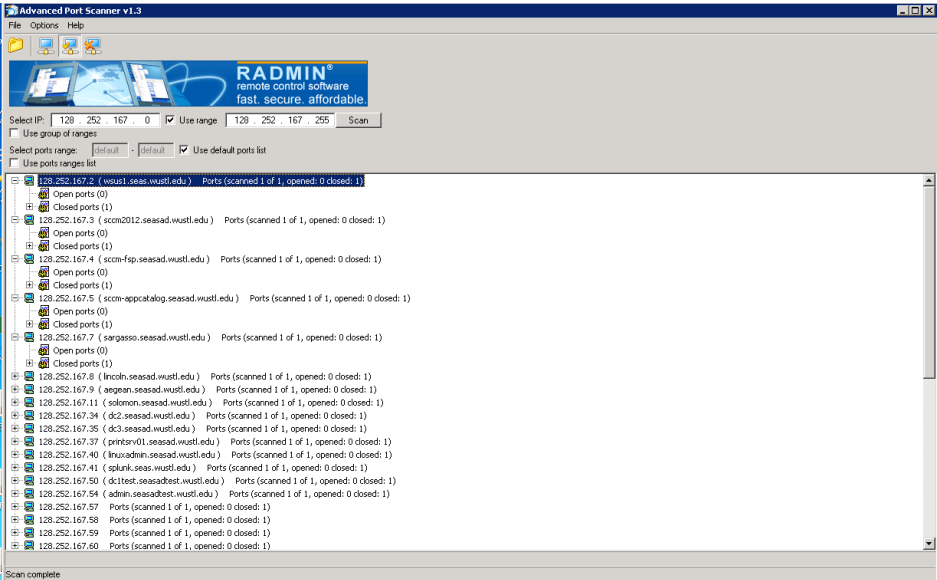 Advanced Port Scanner v1.3
File Options Help
RADMIN®
remote control software
fast. secure. affordable.
Select IP: 128 . 252 . 167 . 0 Use range 128 . 252 . 167 . 255 Scan
Use group of ranges
Select ports range: default - default Use default ports list
Use ports ranges list
128.252.167.2 ( wsus1.seas.wustl.edu ) Ports (scanned 1 of 1, opened: 0 closed: 1)
Open ports (0)
Closed ports (1)
128.252.167.3 ( sccm2012.seasad.wustl.edu ) Ports (scanned 1 of 1, opened: 0 closed: 1)
Open ports (0)
Closed ports (1)
128.252.167.4 ( sccm-fsp.seasad.wustl.edu ) Ports (scanned 1 of 1, opened: 0 closed: 1)
Open ports (0)
Closed ports (1)
128.252.167.5 ( sccm-appcatalog.seasad.wustl.edu ) Ports (scanned 1 of 1, opened: 0 closed: 1)
Open ports (0)
Closed ports (1)
128.252.167.7 ( sargasso.seasad.wustl.edu ) Ports (scanned 1 of 1, opened: 0 closed: 1)
Open ports (0)
Closed ports (1)
128.252.167.8 ( lincoln.seasad.wustl.edu ) Ports (scanned 1 of 1, opened: 0 closed: 1)
128.252.167.9 ( aegean.seasad.wustl.edu ) Ports (scanned 1 of 1, opened: 0 closed: 1)
128.252.167.11 ( solomon.seasad.wustl.edu ) Ports (scanned 1 of 1, opened: 0 closed: 1)
128.252.167.34 ( dc2.seasad.wustl.edu ) Ports (scanned 1 of 1, opened: 0 closed: 1)
128.252.167.35 ( dc3.seasad.wustl.edu ) Ports (scanned 1 of 1, opened: 0 closed: 1)
128.252.167.37 ( printsrv01.seasad.wustl.edu ) Ports (scanned 1 of 1, opened: 0 closed: 1)
128.252.167.40 ( linuxadmin.seasad.wustl.edu ) Ports (scanned 1 of 1, opened: 0 closed: 1)
128.252.167.41 ( splunk.seas.wustl.edu ) Ports (scanned 1 of 1, opened: 0 closed: 1)
128.252.167.50 ( dc1test.seasadtest.wustl.edu ) Ports (scanned 1 of 1, opened: 0 closed: 1)
128.252.167.54 ( admin.seasadtest.wustl.edu ) Ports (scanned 1 of 1, opened: 0 closed: 1)
128.252.167.57 Ports (scanned 1 of 1, opened: 0 closed: 1)
128.252.167.58 Ports (scanned 1 of 1, opened: 0 closed: 1)
128.252.167.59 Ports (scanned 1 of 1, opened: 0 closed: 1)
128.252.167.60 Ports (scanned 1 of 1, opened: 0 closed: 1)
Scan complete